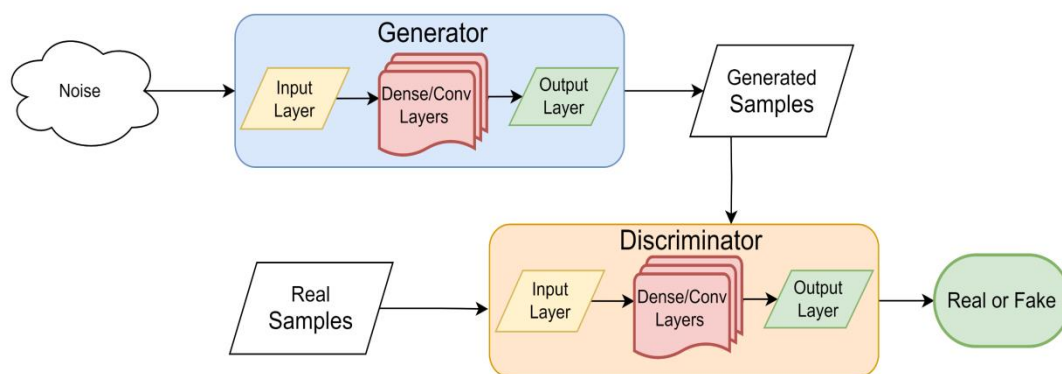 Generator
Noise
Input
Layer
Dense/Conv
Layers
Output
Layer
Generated
Samples
Discriminator
Real
Samples
Input
Layer
Dense/Conv
Layers
Output
Layer
Real or Fake